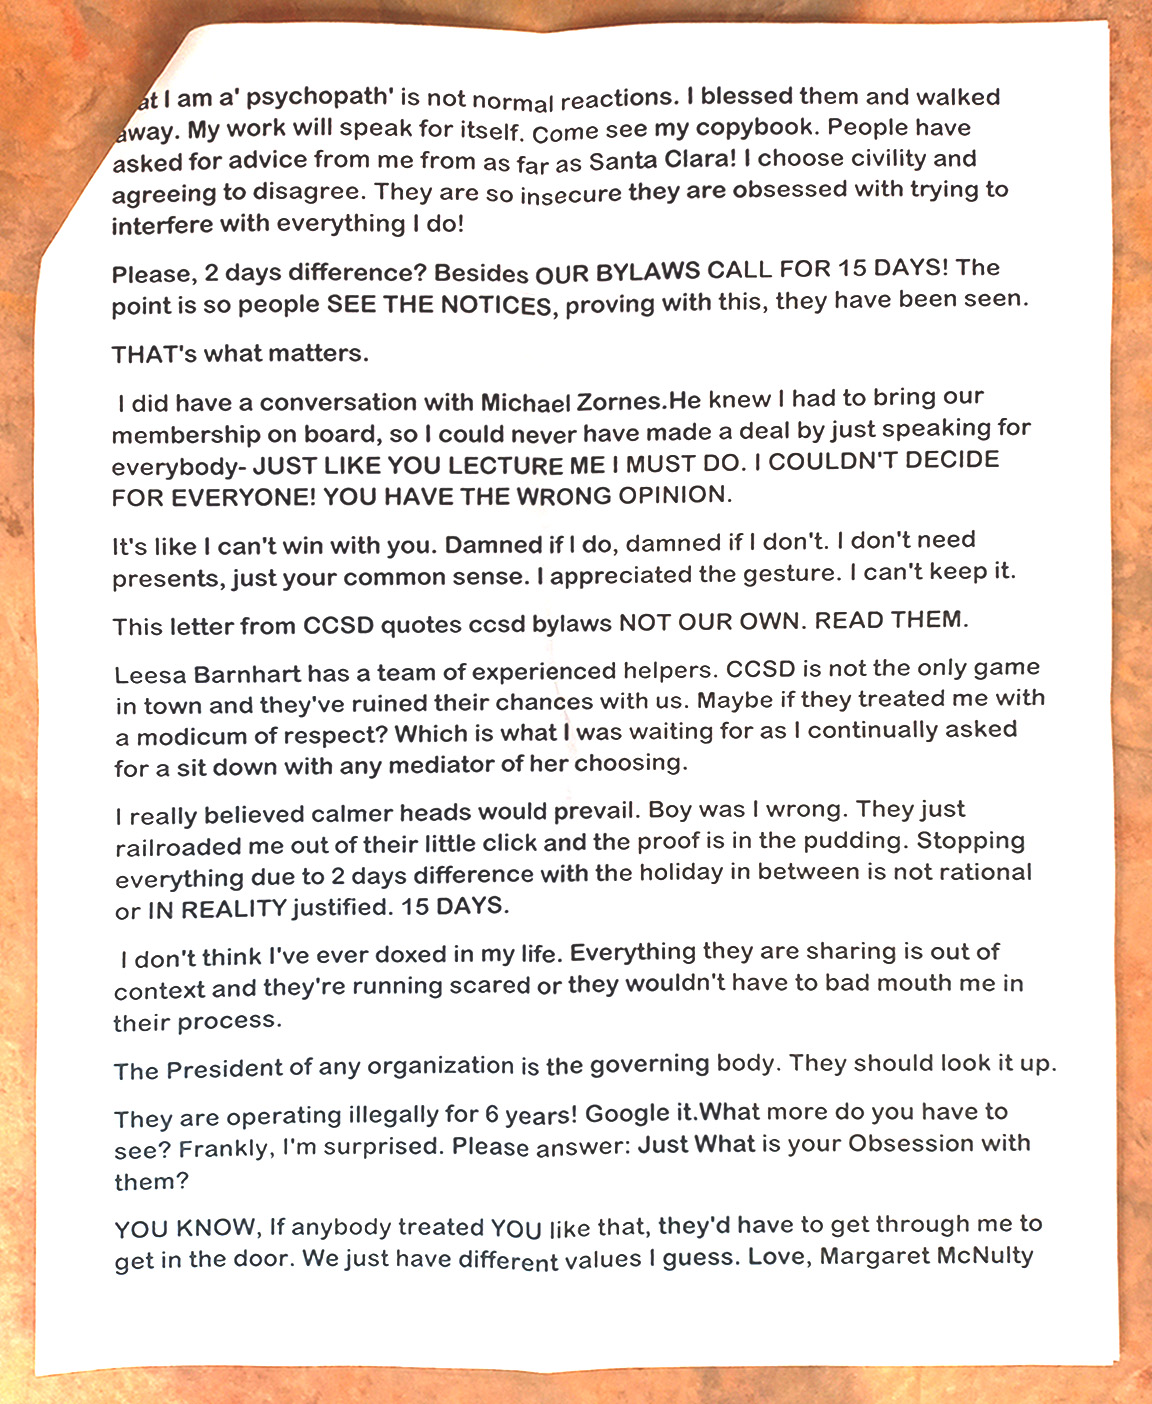 at I am a' psychopath' is not normal reactions. I blessed them and walked
away. My work will speak for itself. Come see my copybook. People have
asked for advice from me from as far as Santa Clara! I choose civility and
agreeing to disagree. They are so insecure they are obsessed with trying to
interfere with everything I do!
Please, 2 days difference? Besides OUR BYLAWS CALL FOR 15 DAYS! The
point is so people SEE THE NOTICES, proving with this, they have been seen.
THAT's what matters.
I did have a conversation with Michael Zornes.He knew I had to bring our
membership on board, so I could never have made a deal by just speaking for
everybody- JUST LIKE YOU LECTURE ME I MUST DO. I COULDN'T DECIDE
FOR EVERYONE! YOU HAVE THE WRONG OPINION.
It's like I can't win with you. Damned if I do, damned if I don't. I don't need
presents, just your common sense. I appreciated the gesture. I can't keep it.
This letter from CCSD quotes ccsd bylaws NOT OUR OWN. READ THEM.
Leesa Barnhart has a team of experienced helpers. CCSD is not the only game
in town and they've ruined their chances with us. Maybe if they treated me with
a modicum of respect? Which is what I was waiting for as I continually asked
for a sit down with any mediator of her choosing.
I really believed calmer heads would prevail. Boy was I wrong. They just
railroaded me out of their little click and the proof is in the pudding. Stopping
everything due to 2 days difference with the holiday in between is not rational
or IN REALITY justified. 15 DAYS.
I don't think I've ever doxed in my life. Everything they are sharing is out of
context and they're running scared or they wouldn't have to bad mouth me in
their process.
The President of any organization is the governing body. They should look it up.
They are operating illegally for 6 years! Google it.What more do you have to
see? Frankly, I'm surprised. Please answer: Just What is your Obsession with
them?
YOU KNOW, If anybody treated YOU like that, they'd have to get through me to
get in the door. We just have different values I guess. Love, Margaret McNulty